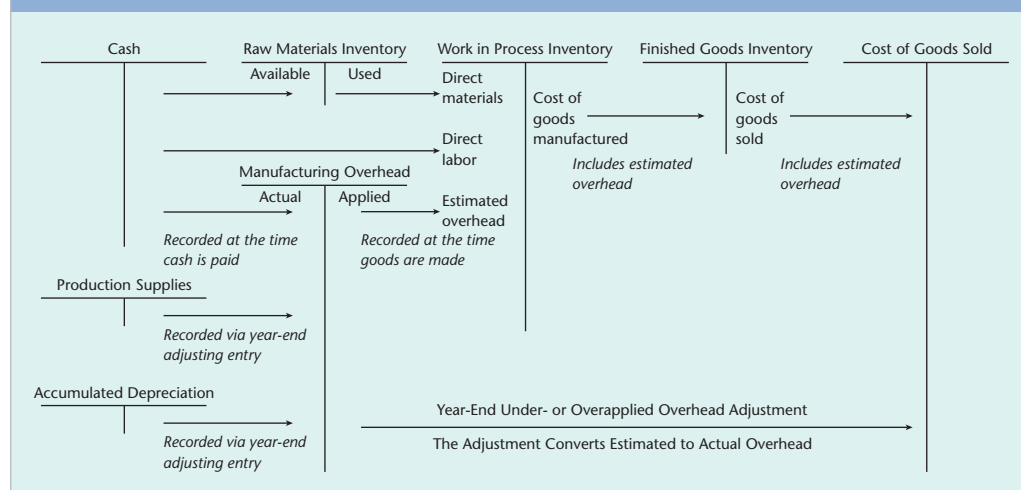 Cash
Raw Materials Inventory
Work in Process Inventory
Finished Goods Inventory
Cost of Goods Sold
Available
Used
Direct
materials
Cost of
goods
manufactured
Cost of
goods
sold
Direct
labor
Includes estimated
overhead
Includes estimated
overhead
Manufacturing Overhead
Actual
Applied
Estimated
overhead
Recorded at the time
cash is paid
Recorded at the time
goods are made
Production Supplies
Recorded via year-end
adjusting entry
Accumulated Depreciation
Recorded via year-end
adjusting entry
Year-End Under- or Overapplied Overhead Adjustment
The Adjustment Converts Estimated to Actual Overhead